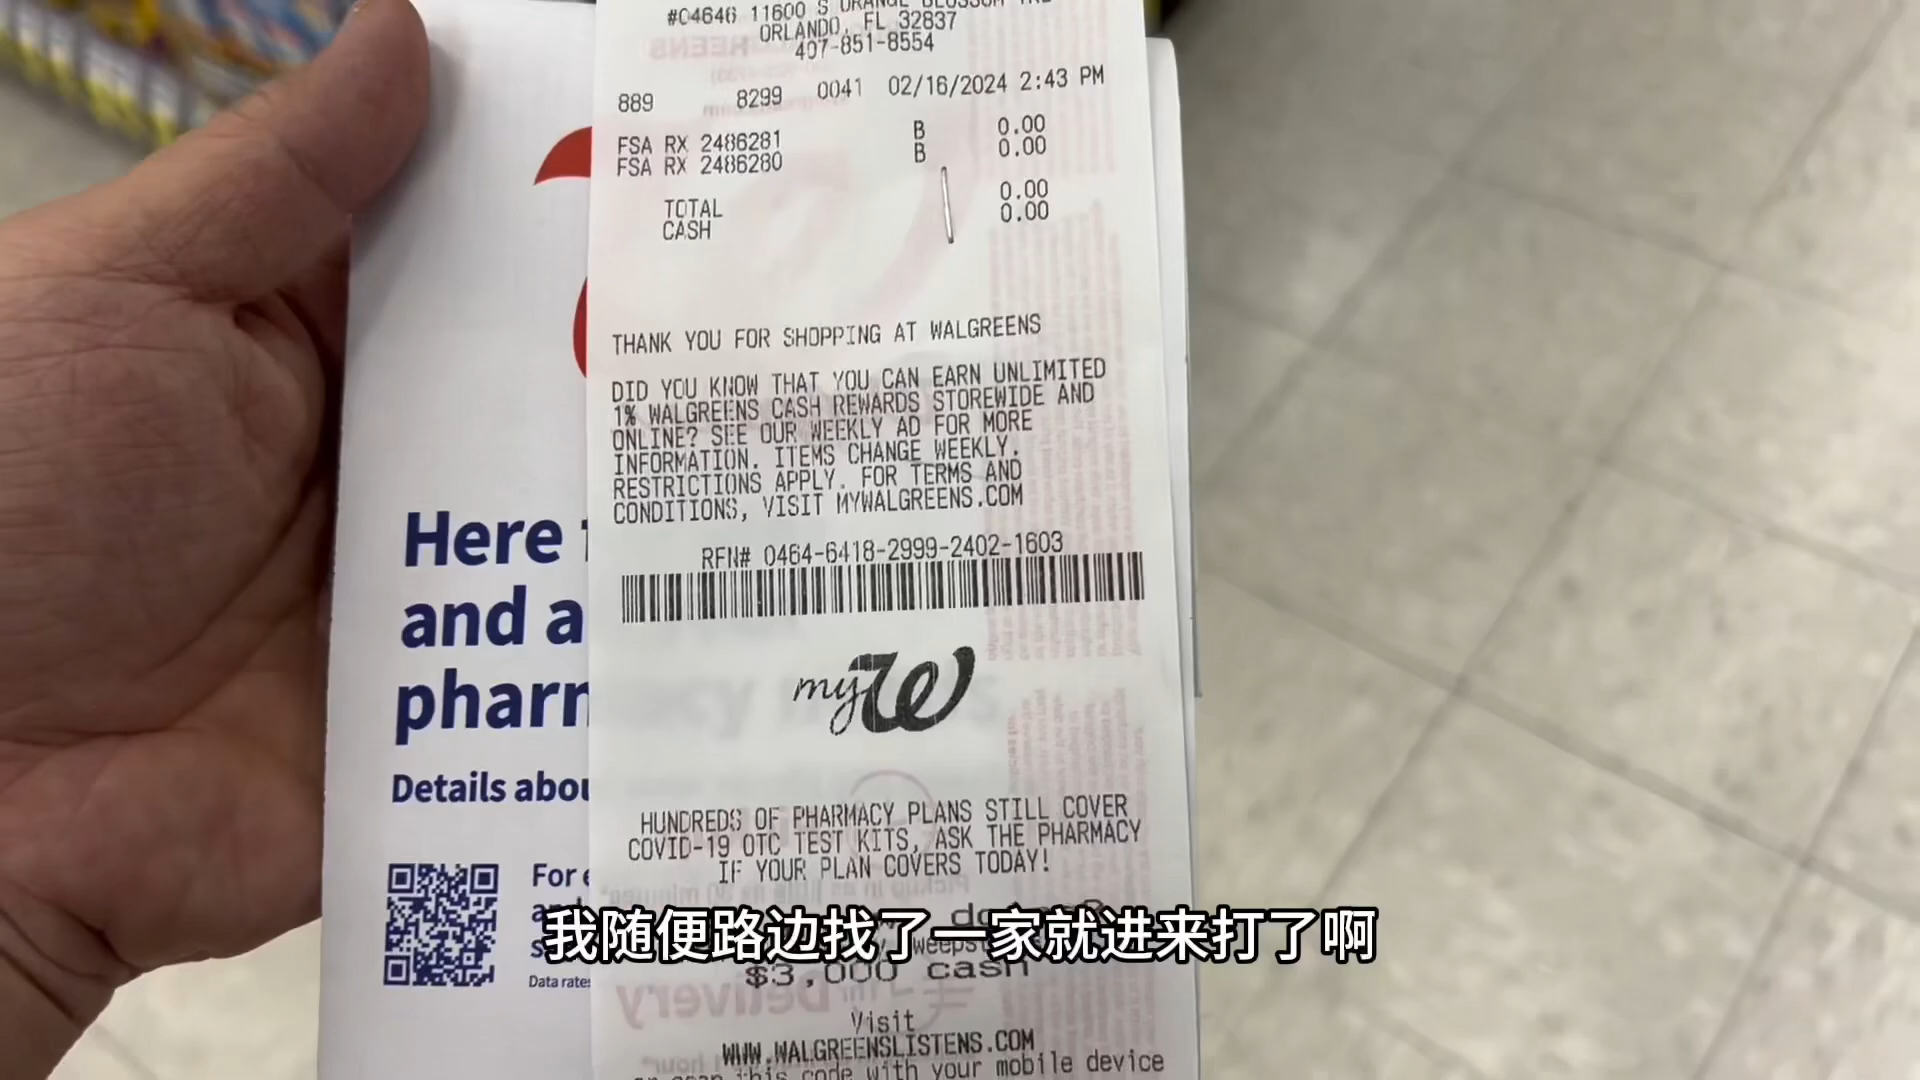 #04646 11600 S ORANGE BLOSSOM TRL
ORLANDO, FL 32837
407-851-8554
889 8299 0041 02/16/2024 2:43 PM
FSA RX 2486281 B 0.00
FSA RX 2486280 B 0.00
TOTAL 0.00
CASH 0.00
THANK YOU FOR SHOPPING AT WALGREENS
DID YOU KNOW THAT YOU CAN EARN UNLIMITED
1% WALGREENS CASH REWARDS STOREWIDE AND
ONLINE? SEE OUR WEEKLY AD FOR MORE
INFORMATION. ITEMS CHANGE WEEKLY.
RESTRICTIONS APPLY. FOR TERMS AND
CONDITIONS, VISIT MYWALGREENS.COM
RFN# 0464-6418-2999-2402-1603
myW
HUNDREDS OF PHARMACY PLANS STILL COVER
COVID-19 OTC TEST KITS, ASK THE PHARMACY
IF YOUR PLAN COVERS TODAY!
$3,000 cash
Visit
WWW.WALGREENSLISTENS.COM
or scan this code with your mobile device
Here
and a
pharm
Details abou
For
Data rates
我随便路边找了一家就进来打了啊